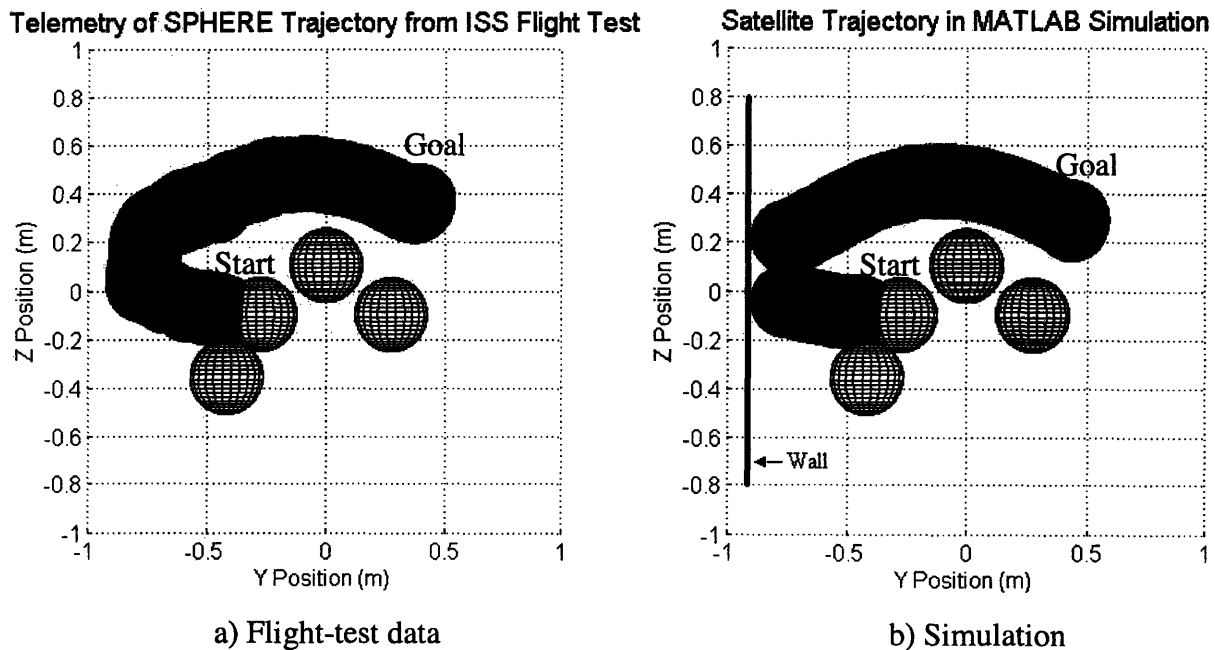 Telemetry of SPHERE Trajectory from ISS Flight Test
1
0.8
0.6
0.4
0.2
0
-0.2
-0.4
-0.6
-0.8
-1
Z Position (m)
Goal
Start
-1 -0.5 0 0.5 1
Y Position (m)
a) Flight-test data
Satellite Trajectory in MATLAB Simulation
1
0.8
0.6
0.4
0.2
0
-0.2
-0.4
-0.6
-0.8
-1
Z Position (m)
Goal
Start
Wall
-1 -0.5 0 0.5 1
Y Position (m)
b) Simulation